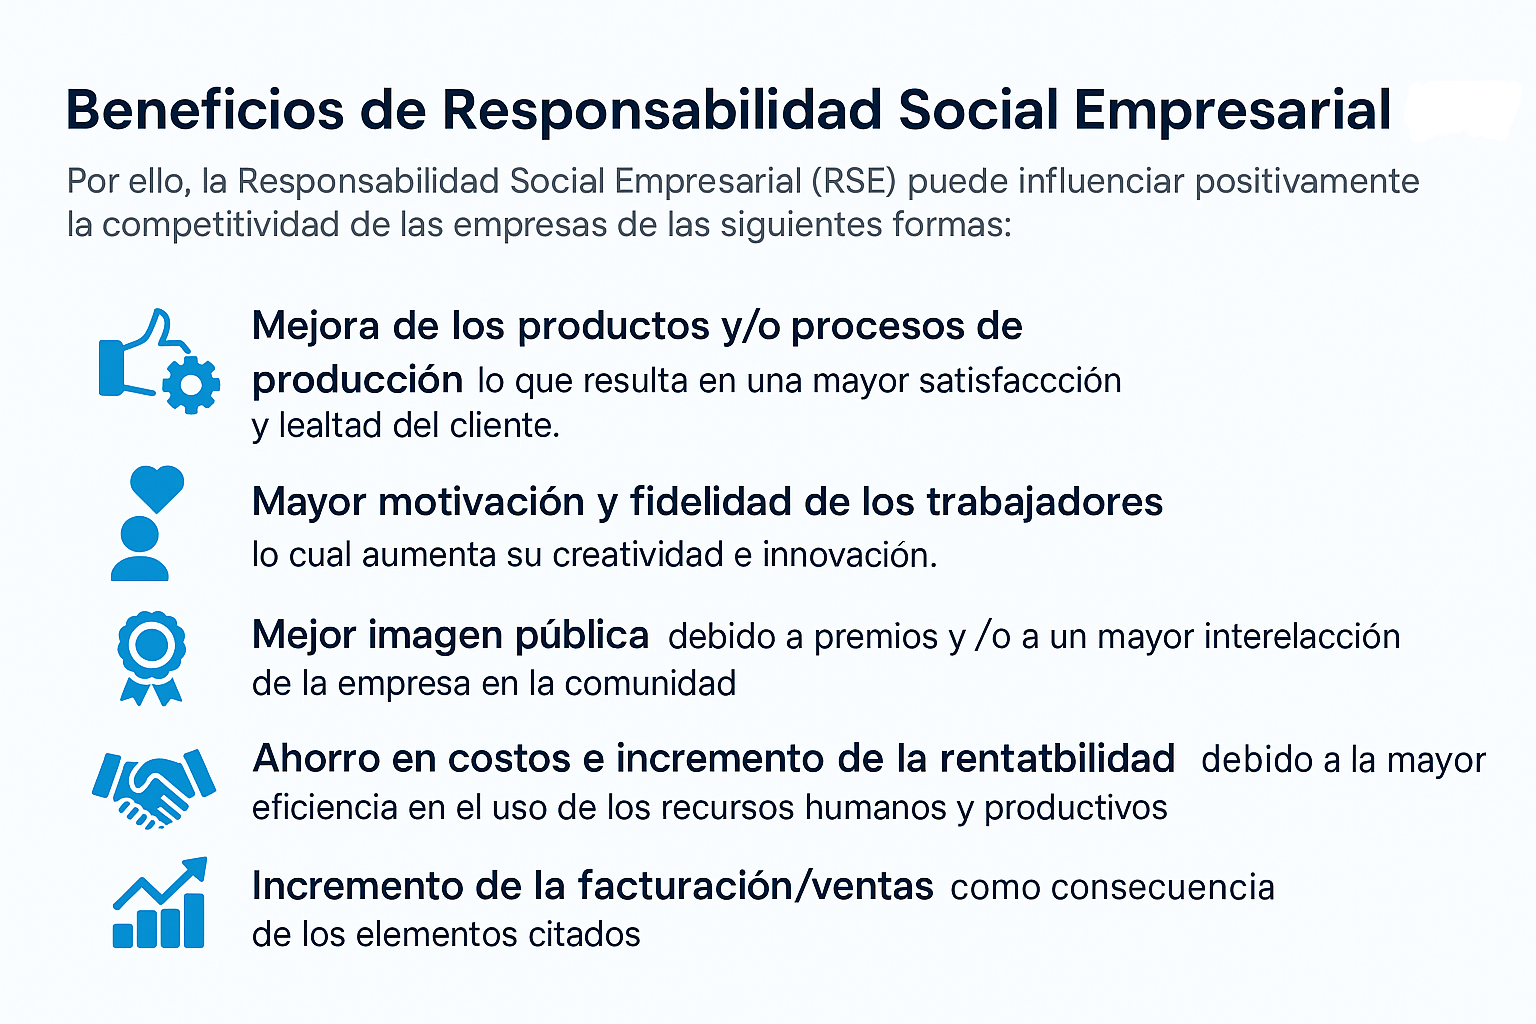 Beneficios de Responsabilidad Social Empresarial
Por ello, la Responsabilidad Social Empresarial (RSE) puede influenciar positivamente
la competitividad de las empresas de las siguientes formas:
Mejora de los productos y/o procesos de
producción lo que resulta en una mayor satisfaccción
y lealtad del cliente.
Mayor motivación y fidelidad de los trabajadores
lo cual aumenta su creatividad e innovación.
Mejor imagen pública debido a premios y /o a un mayor interelacción
de la empresa en la comunidad
Ahorro en costos e incremento de la rentatbilidad debido a la mayor
eficiencia en el uso de los recursos humanos y productivos
Incremento de la facturación/ventas como consecuencia
de los elementos citados